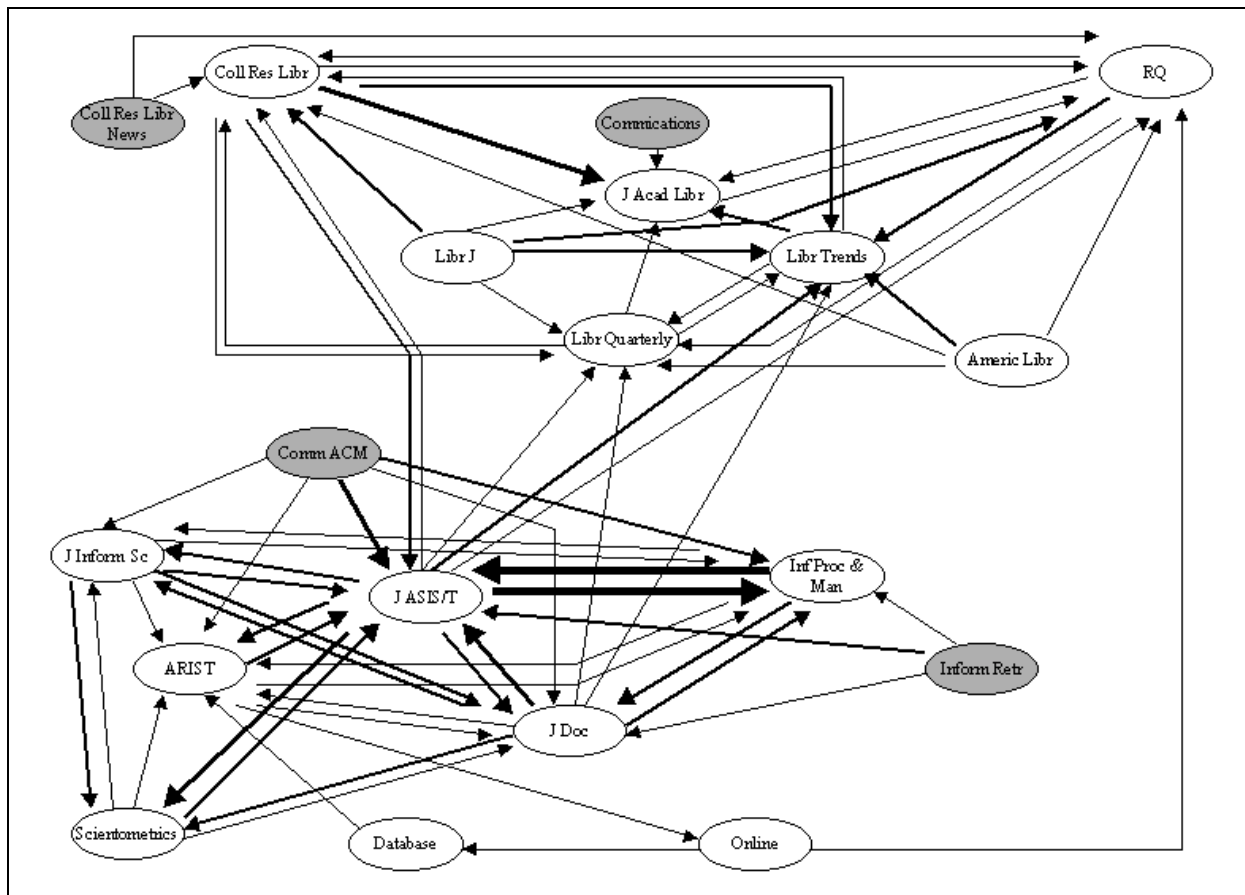 Coll Res Libr
RQ
Coll Res Libr
News
Commications
J Acad Libr
Libr J
Libr Trends
Libr Quarterly
Americ Libr
Comm ACM
J Inform Sc
Inf Proc &
Man
J ASIS/T
ARIST
Inform Retr
J Doc
Scientometrics
Database
Online